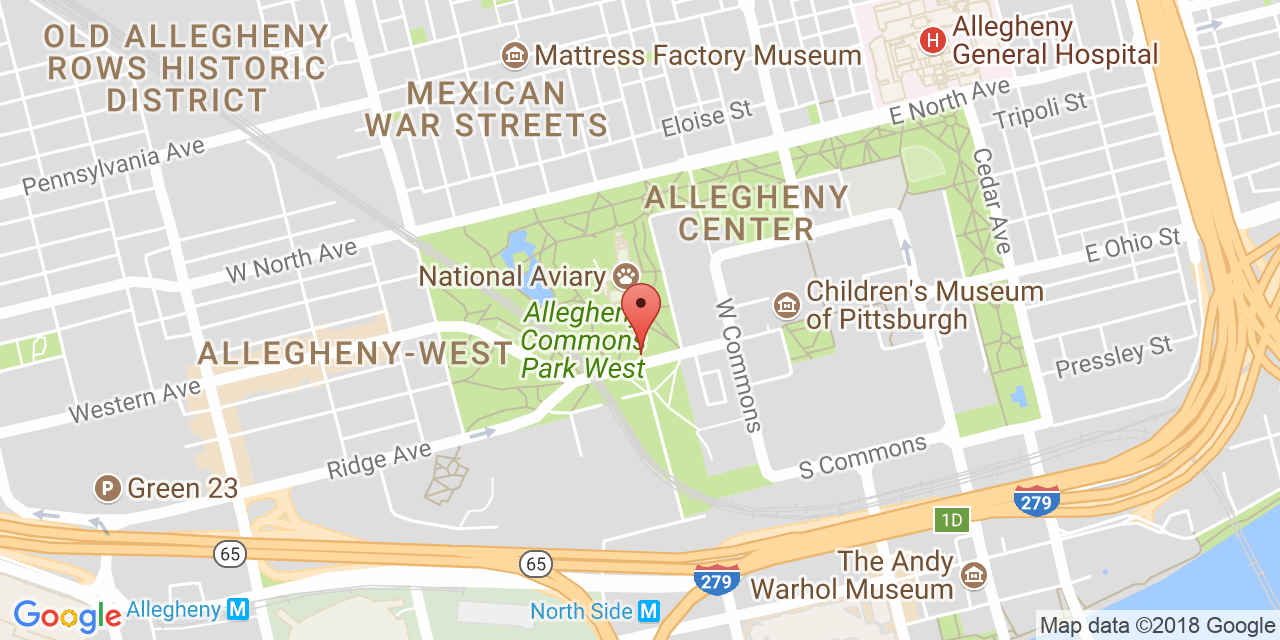 OLD ALLEGHENY
ROWS HISTORIC
DISTRICT
Mattress Factory Museum
H
Allegheny
General Hospital
MEXICAN
WAR STREETS
Eloise St
E North Ave
Tripoli St
Pennsylvania Ave
Cedar Ave
ALLEGHENY
CENTER
W North Ave
E Ohio St
National Aviary
Allegheny
Commons
Park West
Children's Museum
of Pittsburgh
W Commons
ALLEGHENY-WEST
Pressley St
Western Ave
Ridge Ave
S Commons
P
Green 23
279
1D
65
65
279
The Andy
Warhol Museum
Google
Allegheny M
North Side M
Map data ©2018 Google